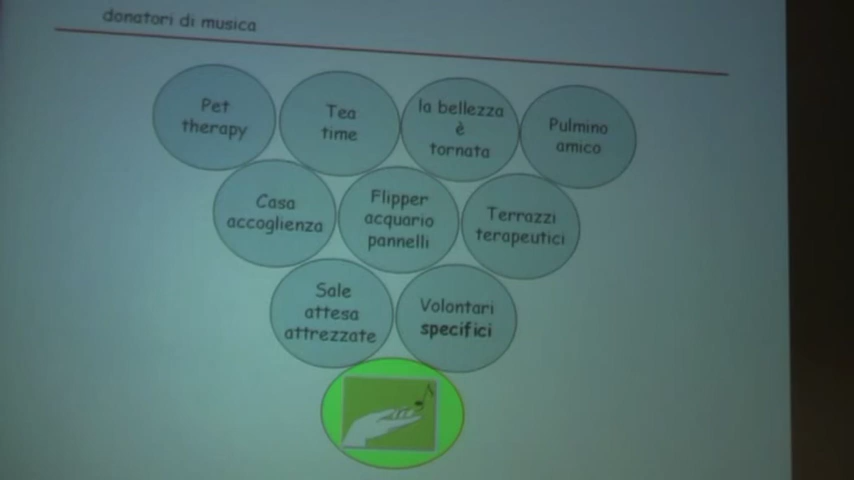 donatori di musica
Pet
therapy
Tea
time
la bellezza
è
tornata
Pulmino
amico
Casa
accoglienza
Flipper
acquario
pannelli
Terrazzi
terapeutici
Sale
attesa
attrezzate
Volontari
specifici